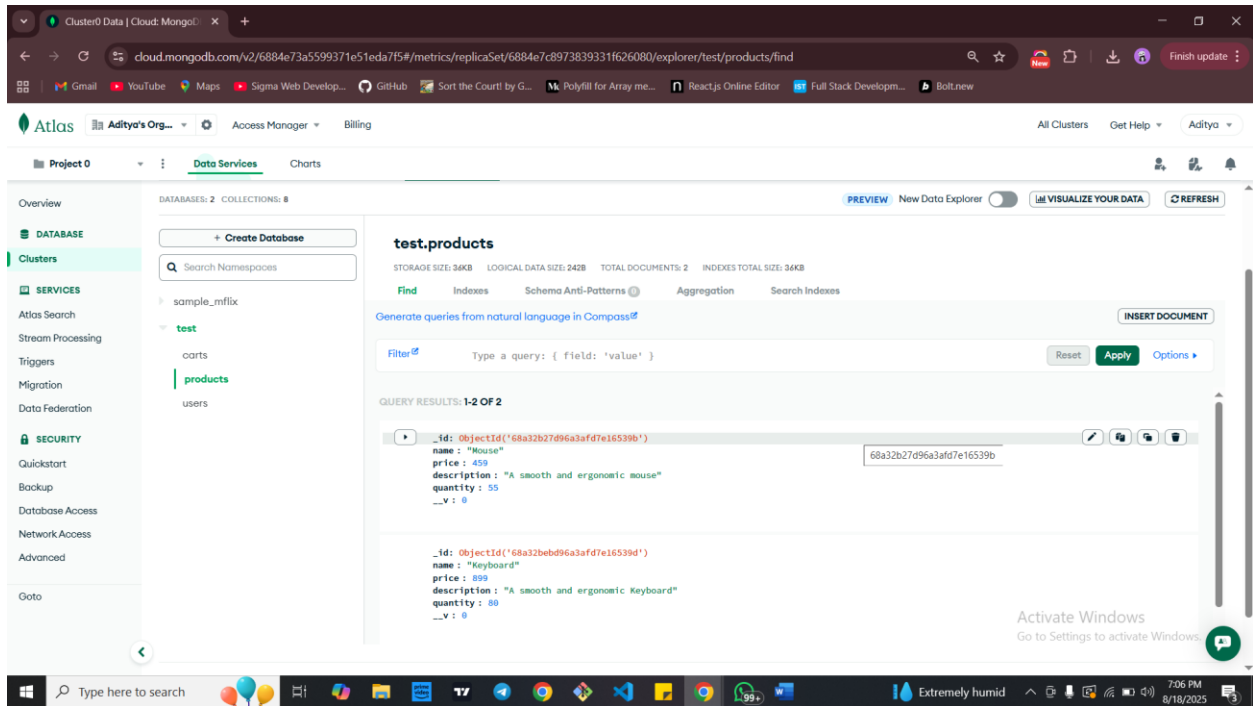 Cluster0 Data | Cloud: MongoD
cloud.mongodb.com/v2/6884e73a5599371e51eda7f5#/metrics/replicaSet/6884e7c8973839331f626080/explorer/test/products/find
New
Finish update
Gmail YouTube Maps Sigma Web Develop... GitHub Sort the Court! by G... Polyfill for Array me... React.js Online Editor Full Stack Developm... Bolt.new
Atlas Aditya's Org... Access Manager Billing All Clusters Get Help Aditya
Project 0 Data Services Charts
Overview
DATABASE
Clusters
SERVICES
Atlas Search
Stream Processing
Triggers
Migration
Data Federation
SECURITY
Quickstart
Backup
Database Access
Network Access
Advanced
Goto
DATABASES: 2 COLLECTIONS: 8
+ Create Database
Search Namespaces
sample_mflix
test
carts
products
users
PREVIEW New Data Explorer VISUALIZE YOUR DATA REFRESH
test.products
STORAGE SIZE: 36KB LOGICAL DATA SIZE: 242B TOTAL DOCUMENTS: 2 INDEXES TOTAL SIZE: 36KB
Find Indexes Schema Anti-Patterns 0 Aggregation Search Indexes
Generate queries from natural language in Compass
INSERT DOCUMENT
Filter Type a query: { field: 'value' } Reset Apply Options
QUERY RESULTS: 1-2 OF 2
_id: ObjectId('68a32b27d96a3afd7e16539b')
name : "Mouse"
68a32b27d96a3afd7e16539b
price : 459
description : "A smooth and ergonomic mouse"
quantity : 55
__v : 0
_id: ObjectId('68a32bebd96a3afd7e16539d')
name : "Keyboard"
price : 899
description : "A smooth and ergonomic Keyboard"
quantity : 80
__v : 0
Activate Windows
Go to Settings to activate Windows.
Type here to search
prime video
99+
Extremely humid
7:06 PM
8/18/2025
3